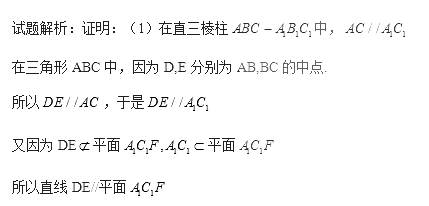 试题解析：证明：（1）在直三棱柱 ABC − A₁B₁C₁ 中， AC / / A₁C₁
在三角形 ABC 中，因为 D,E 分别为 AB,BC 的中点.
所以 DE / / AC ，于是 DE / / A₁C₁
又因为 DE ⊄ 平面 A₁C₁F , A₁C₁ ⊂ 平面 A₁C₁F
所以直线 DE//平面 A₁C₁F